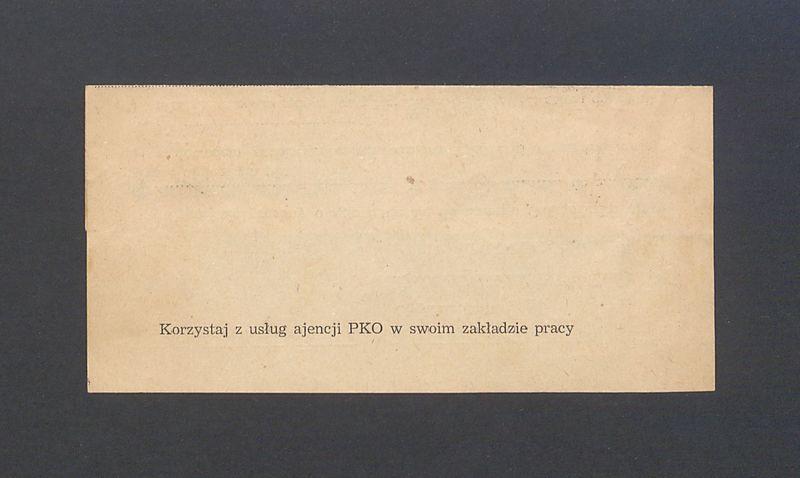 Korzystaj z usług ajencji PKO w swoim zakładzie pracy